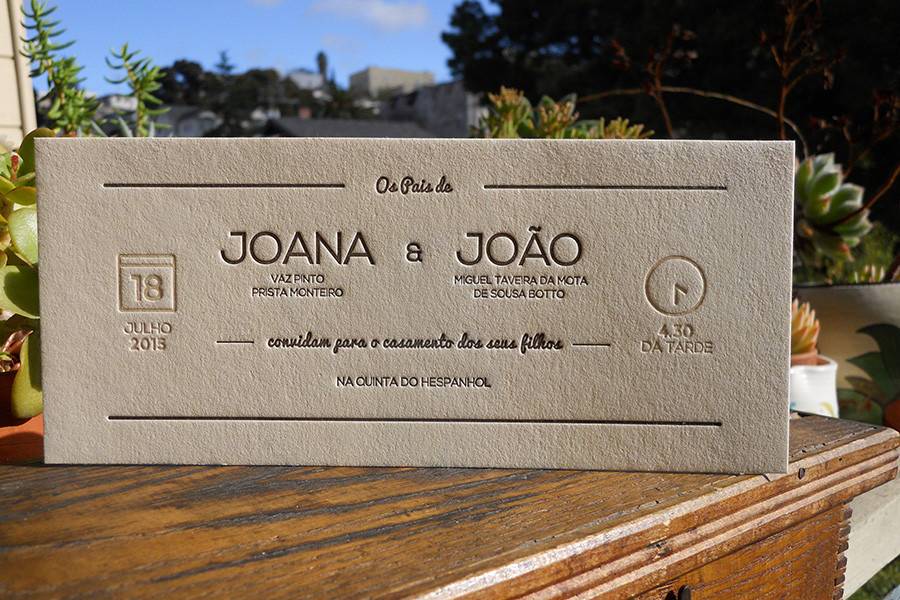 Os Pais de
JOANA & JOÃO
VAZ PINTO
PRISTA MONTEIRO
MIGUEL TAVEIRA DA MOTA
DE SOUSA BOTTO
18
JULHO
2015
4.30
DA TARDE
convidam para o casamento dos seus filhos
NA QUINTA DO HESPANHOL